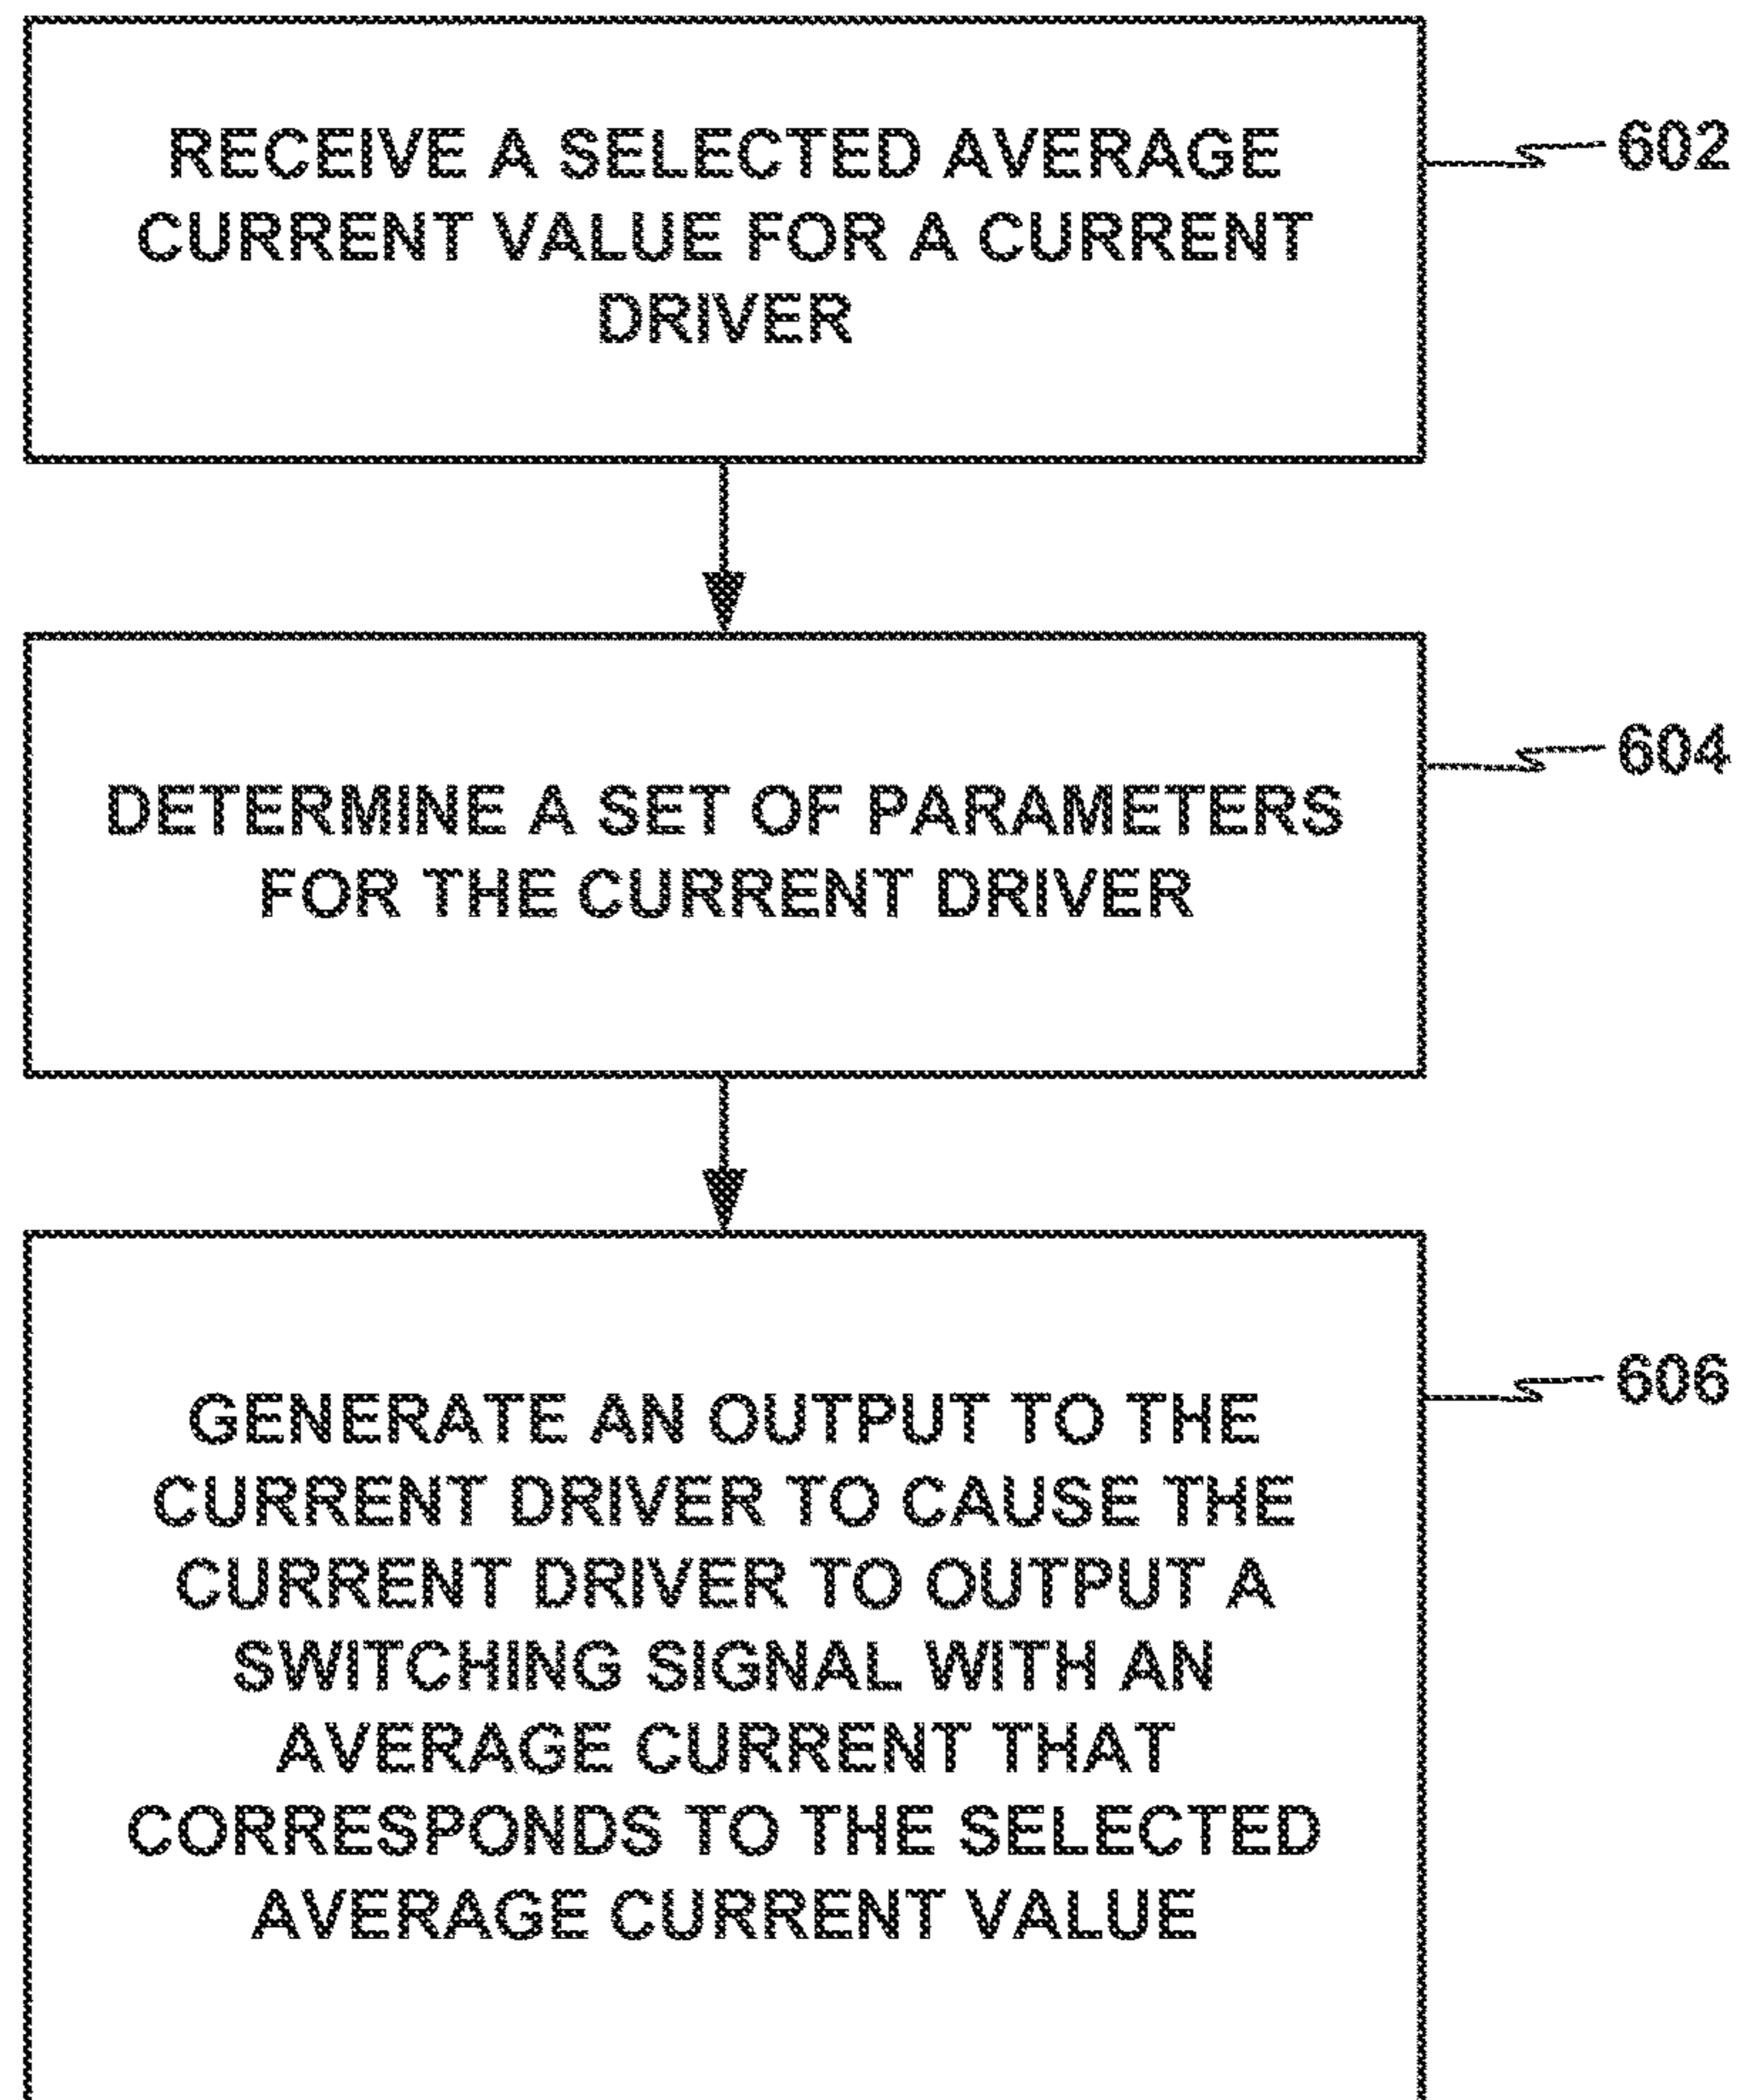 RECEIVE A SELECTED AVERAGE
CURRENT VALUE FOR A CURRENT
DRIVER
602
DETERMINE A SET OF PARAMETERS
FOR THE CURRENT DRIVER
604
GENERATE AN OUTPUT TO THE
CURRENT DRIVER TO CAUSE THE
CURRENT DRIVER TO OUTPUT A
SWITCHING SIGNAL WITH AN
AVERAGE CURRENT THAT
CORRESPONDS TO THE SELECTED
AVERAGE CURRENT VALUE
606